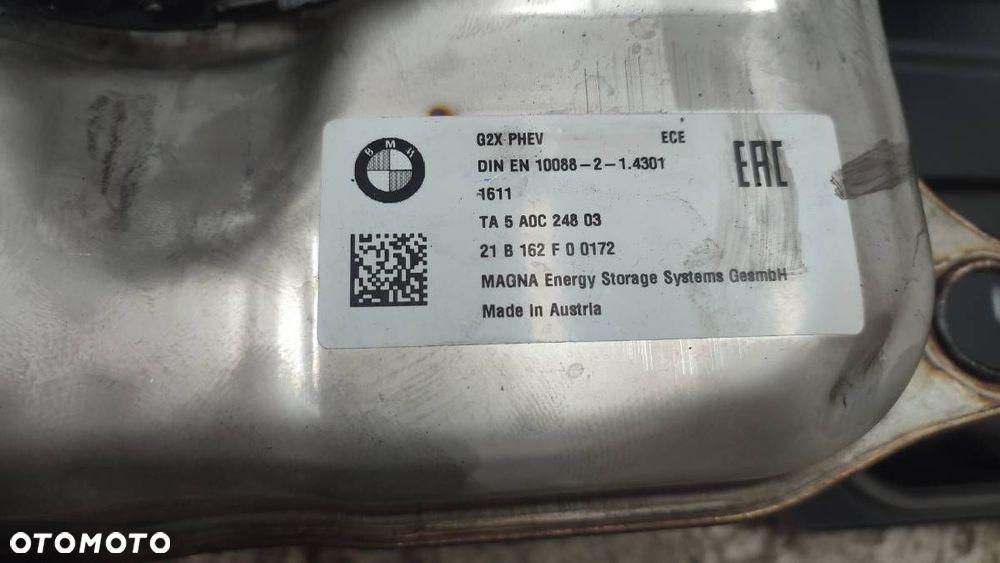 BMW
G2X PHEV ECE
DIN EN 10088-2-1.4301
EAC
1611
TA 5 A0C 248 03
21 B 162 F 0 0172
MAGNA Energy Storage Systems GesmbH
Made in Austria
OTOMOTO